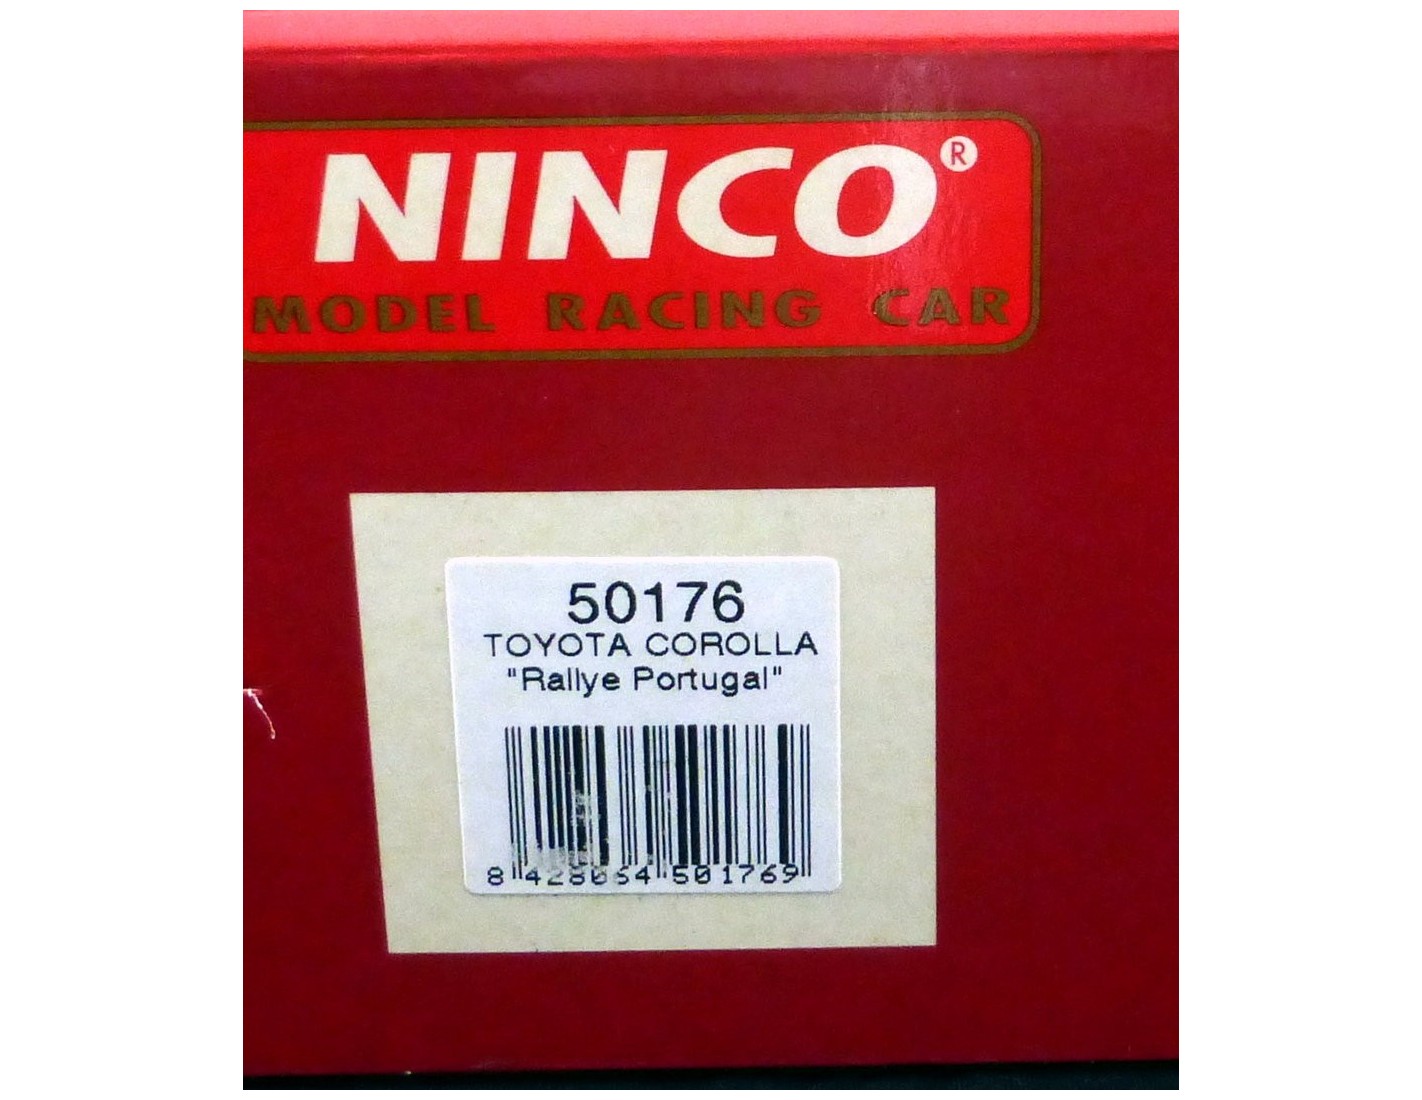 NINCO®
MODEL RACING CAR
50176
TOYOTA COROLLA
"Rallye Portugal"
8 428064 501769